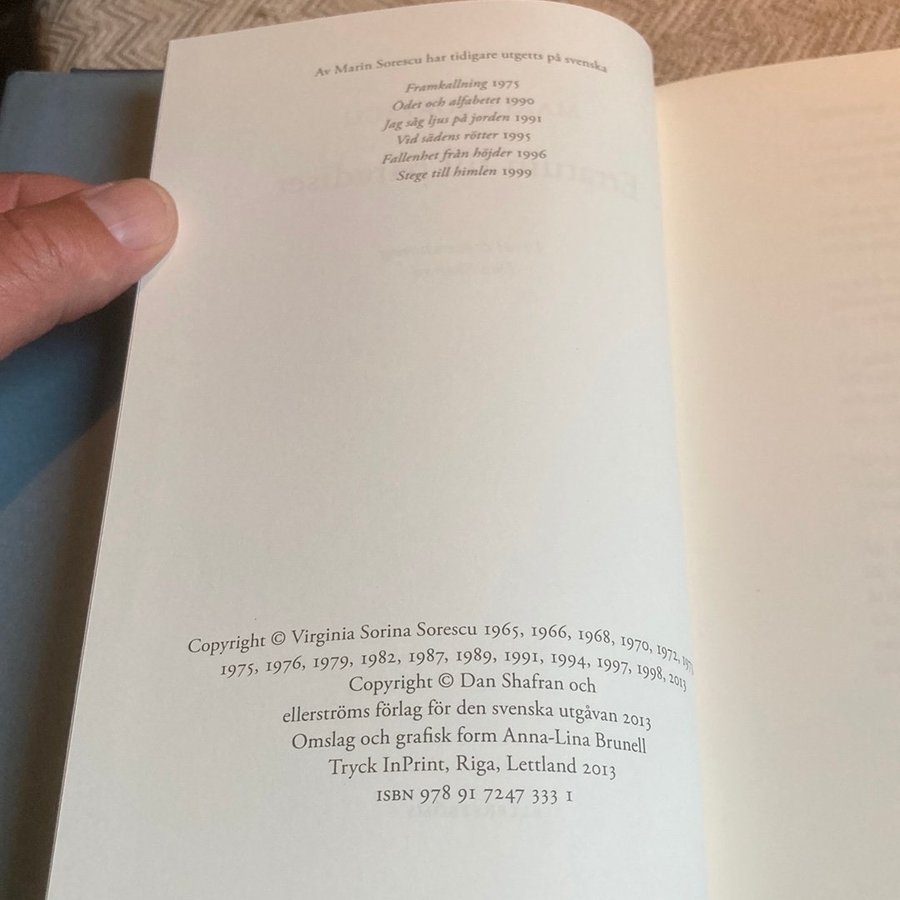 Av Marin Sorescu har tidigare utgetts på svenska
Framkallning 1975
Ödet och alfabetet 1990
Jag såg ljus på jorden 1991
Vid sädens rötter 1995
Fallenhet från höjder 1996
Stege till himlen 1999
Copyright © Virginia Sorina Sorescu 1965, 1966, 1968, 1970, 1972,
1975, 1976, 1979, 1982, 1987, 1989, 1991, 1994, 1997, 1998, 2013
Copyright © Dan Shafran och
ellerströms förlag för den svenska utgåvan 2013
Omslag och grafisk form Anna-Lina Brunell
Tryck InPrint, Riga, Lettland 2013
ISBN 978 91 7247 333 1